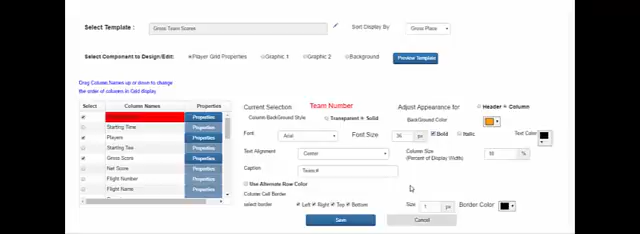 Select Template: Gross Team Scores Sort Display By: Gross Place
Select Component to Design/Edit: Player Grid Properties Graphic 1 Graphic 2 Background Preview Template
Drag Column Names up or down to change
the order of columns in Grid display.
Select Column Names Properties
Properties
Starting Time Properties
Players Properties
Starting Tee Properties
Gross Score Properties
Net Score Properties
Flight Number Properties
Flight Name Properties
Current Selection Team Number Adjust Appearance for Header Column
Column BackGround Style Transparent Solid BackGround Color
Font Arial Font Size 36 px Bold Italic Text Color
Text Alignment Center Column Size
(Percent of Display Width) %
Caption Team #
Use Alternate Row Color
Column Cell Border
select border Left Right Top Bottom Size 1 px Border Color
Save Cancel